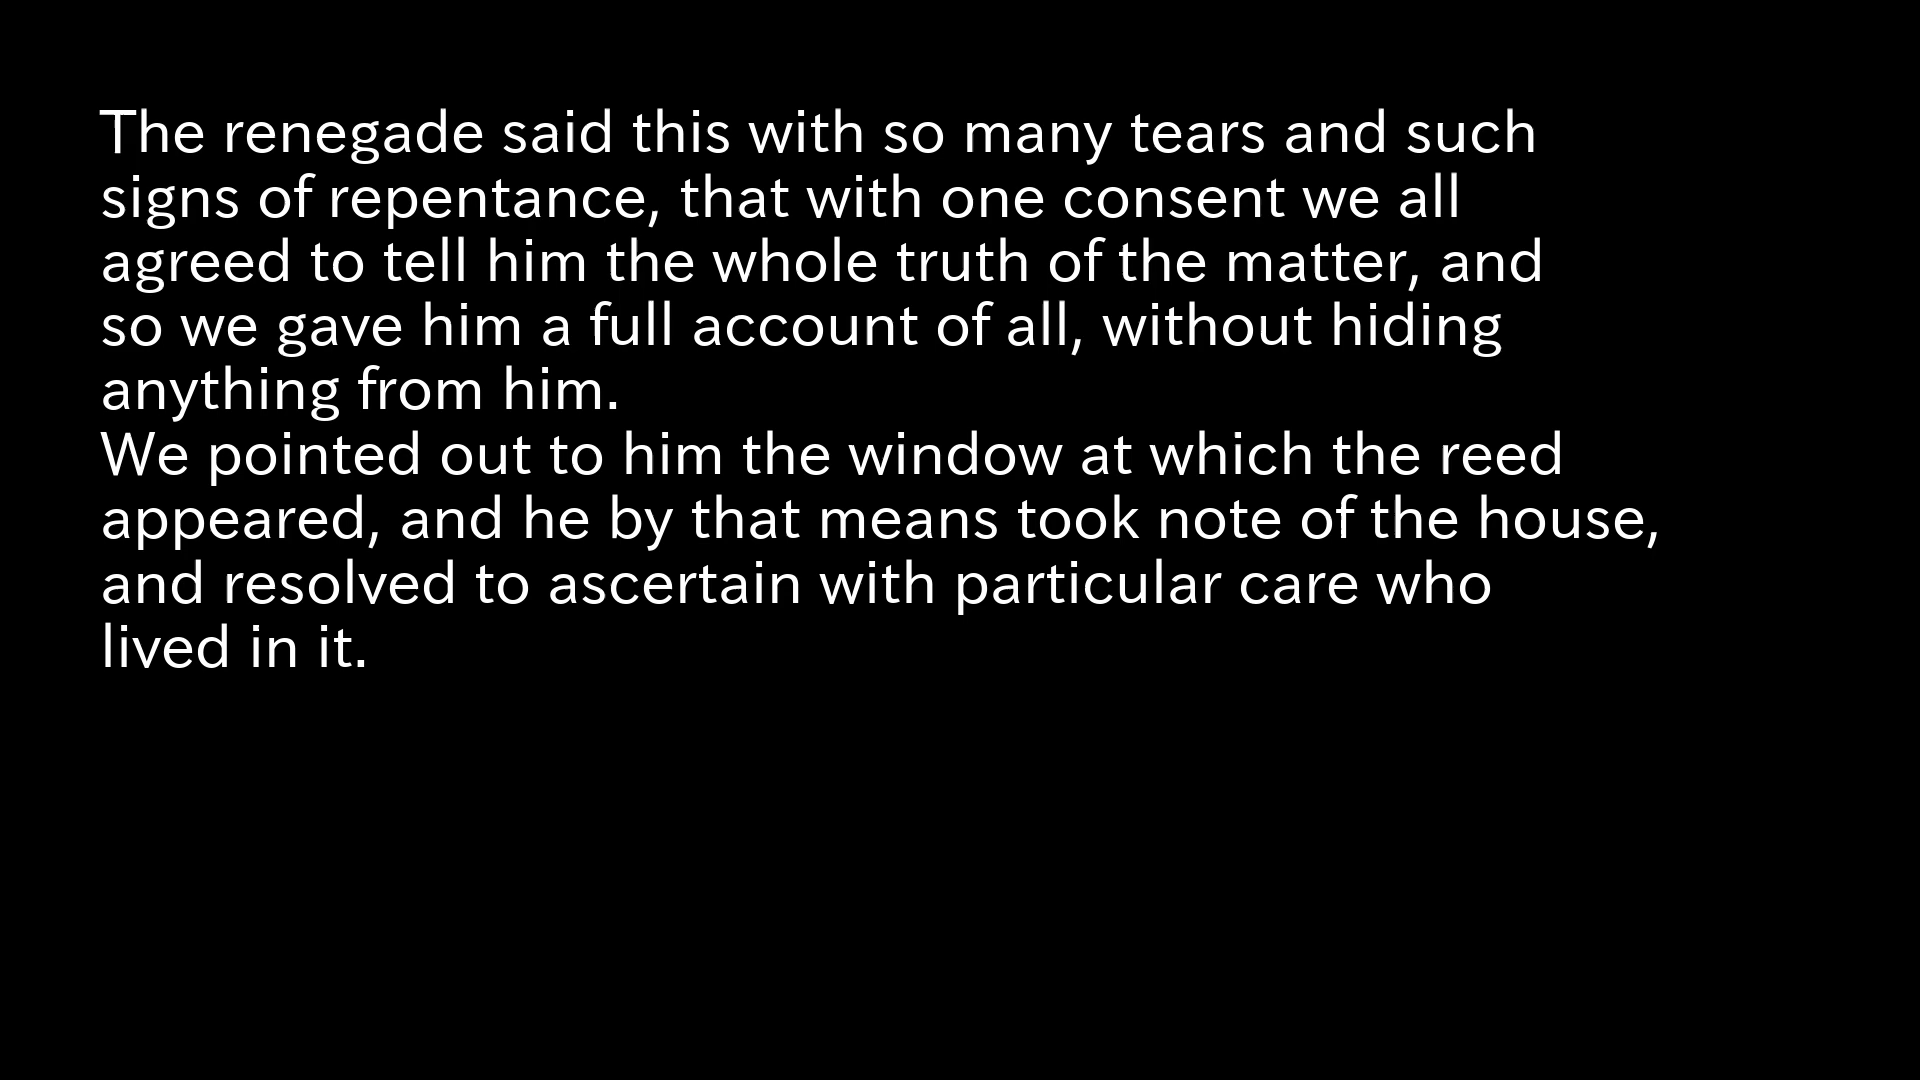 The renegade said this with so many tears and such
signs of repentance, that with one consent we all
agreed to tell him the whole truth of the matter, and
so we gave him a full account of all, without hiding
anything from him.
We pointed out to him the window at which the reed
appeared, and he by that means took note of the house,
and resolved to ascertain with particular care who
lived in it.